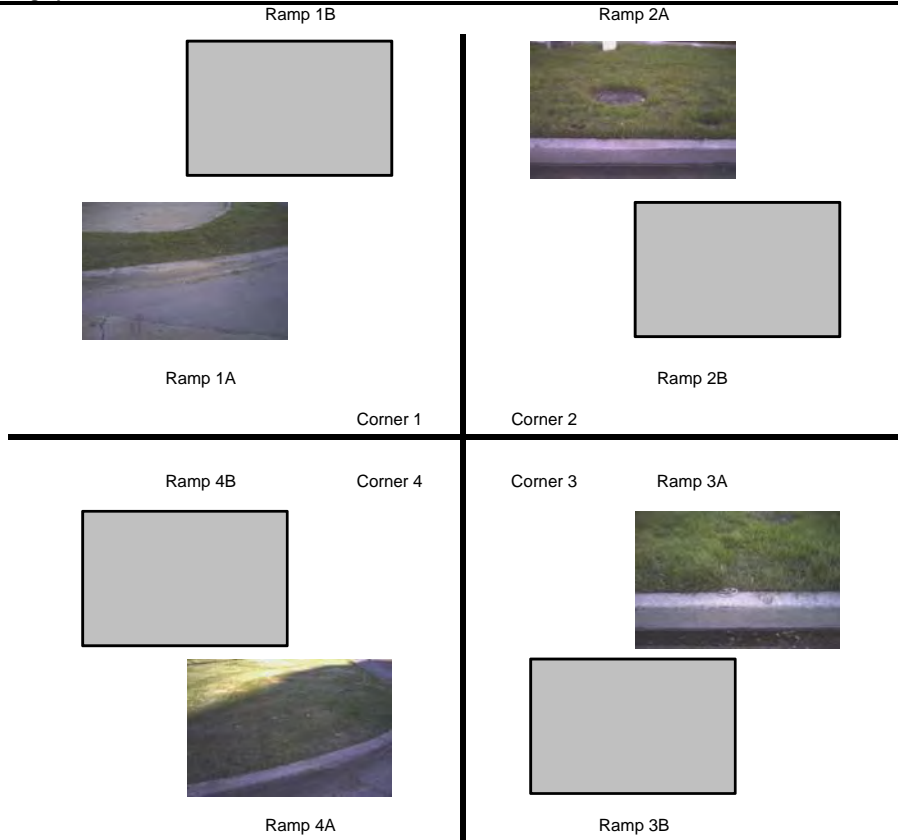 Ramp 1B
Ramp 2A
Ramp 1A
Ramp 2B
Corner 1
Corner 2
Ramp 4B
Corner 4
Corner 3
Ramp 3A
Ramp 4A
Ramp 3B